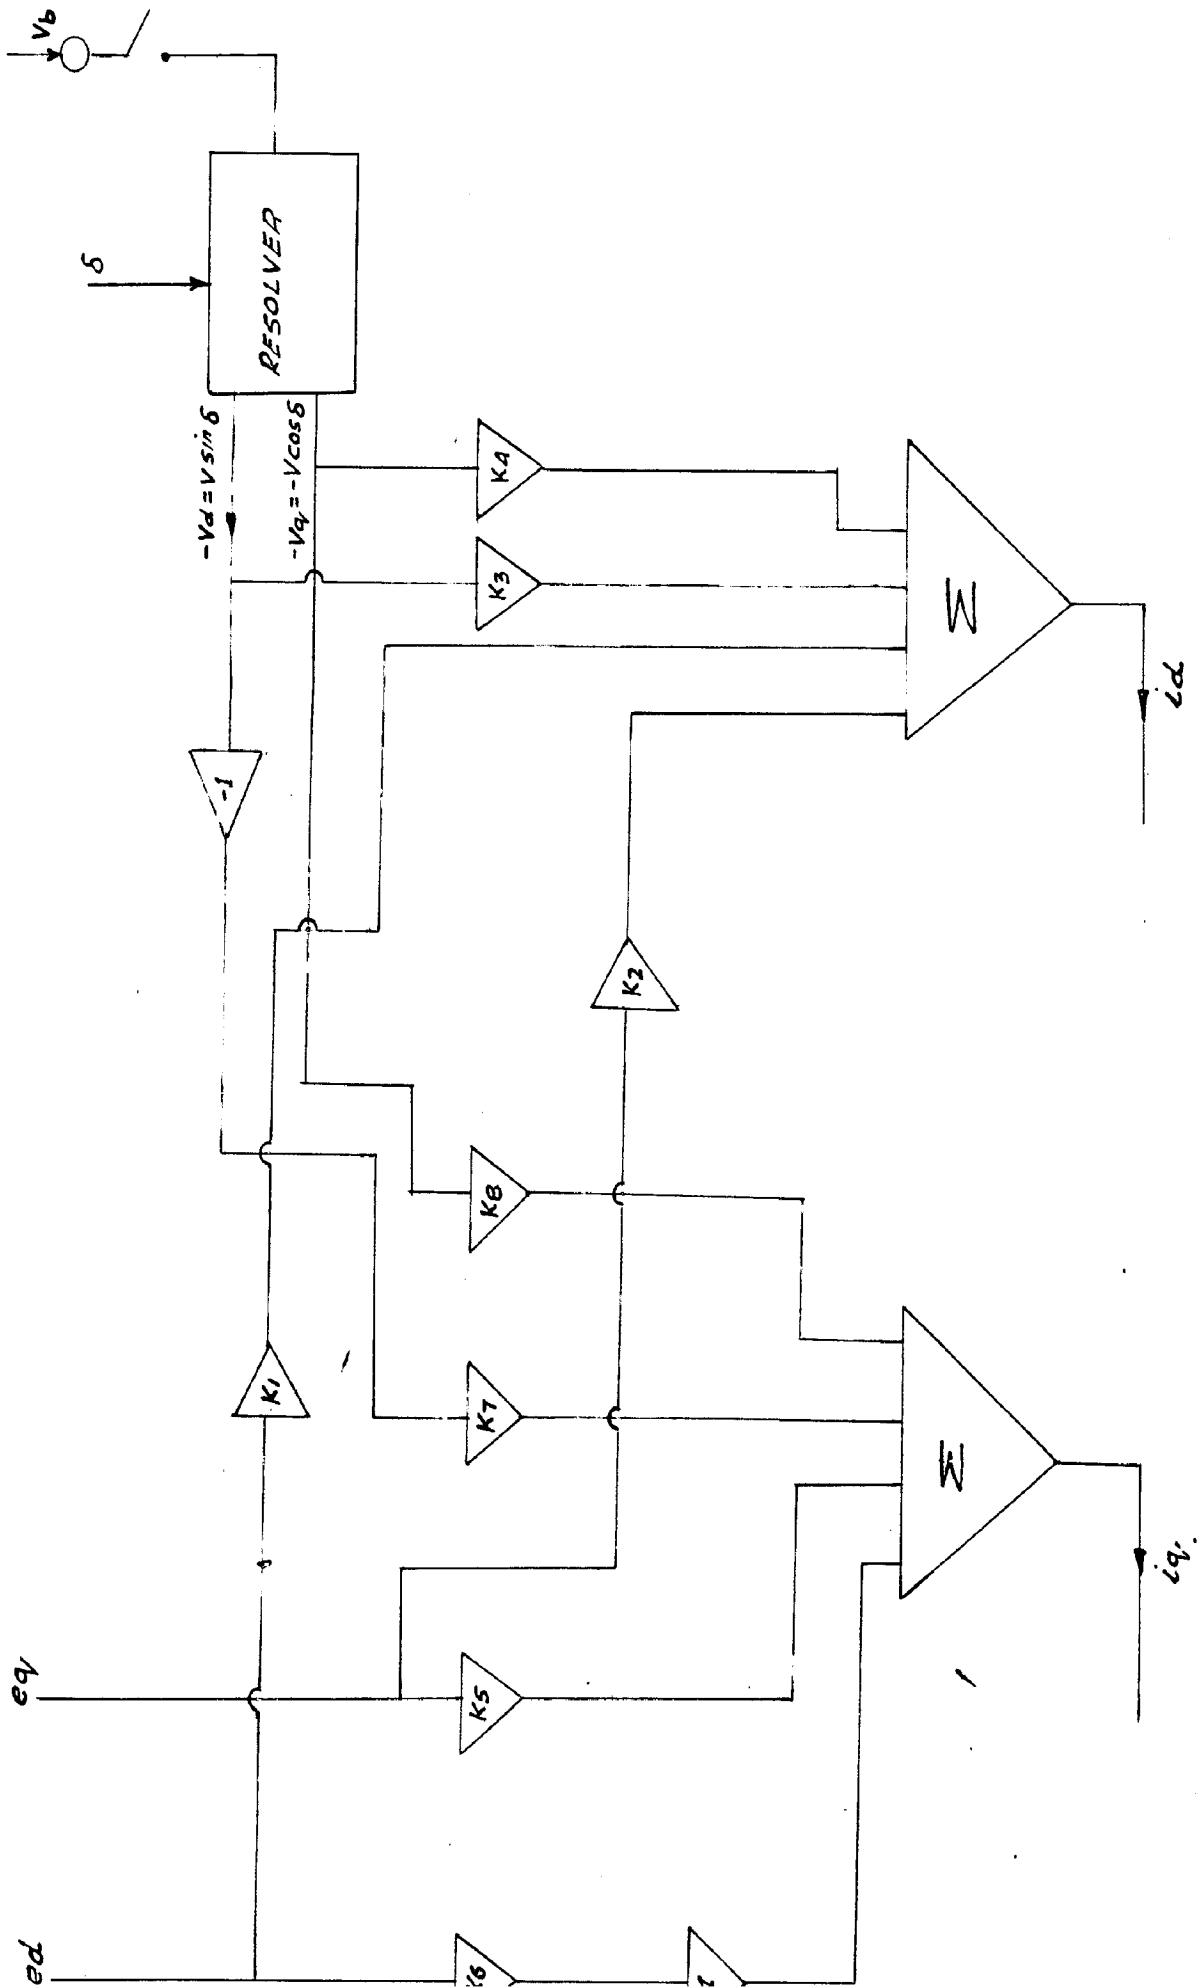 Vb
δ
RESOLVER
-Vd = V sin δ
-Vq = -V cos δ
K4
K3
Σ
id
-1
K2
K1
K8
K7
Σ
iq
eq
K5
ed
K6